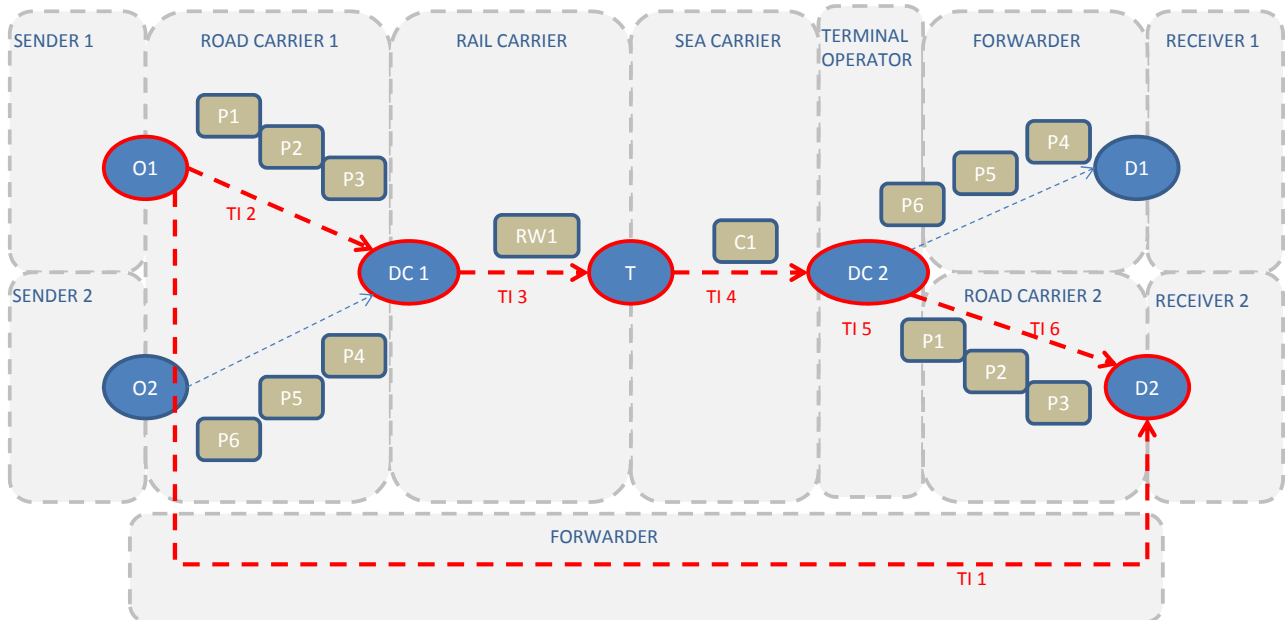 SENDER 1
ROAD CARRIER 1
RAIL CARRIER
SEA CARRIER
TERMINAL
OPERATOR
FORWARDER
RECEIVER 1
P1
P2
P3
O1
TI 2
P4
P5
P6
D1
RW1
C1
DC 1
TI 3
T
TI 4
DC 2
TI 5
SENDER 2
ROAD CARRIER 2
RECEIVER 2
TI 6
P1
P2
P3
D2
O2
P4
P5
P6
FORWARDER
TI 1